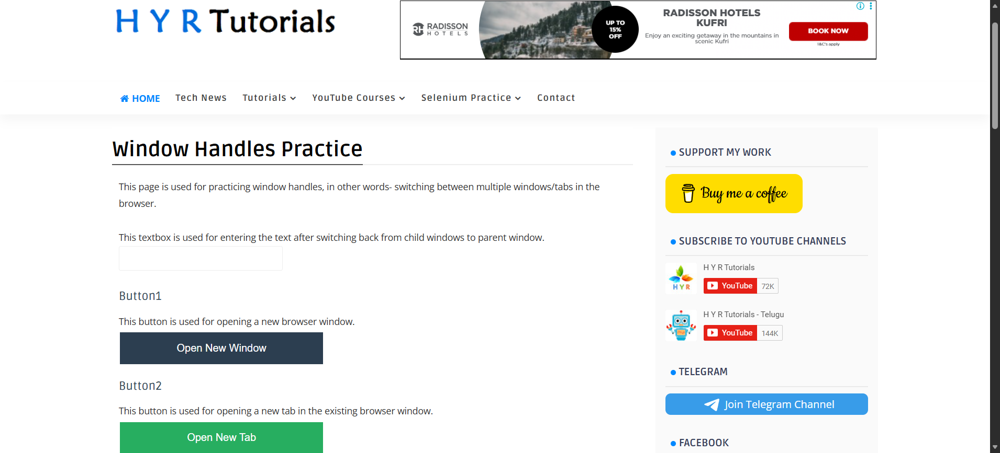 H Y R Tutorials
RADISSON
HOTELS
UP TO
15%
OFF
RADISSON HOTELS
KUFRI
Enjoy an exciting getaway in the mountains in
scenic Kufri
BOOK NOW
T&C's apply
HOME
Tech News
Tutorials
YouTube Courses
Selenium Practice
Contact
Window Handles Practice
This page is used for practicing window handles, in other words- switching between multiple windows/tabs in the
browser.
This textbox is used for entering the text after switching back from child windows to parent window.
Button1
This button is used for opening a new browser window.
Open New Window
Button2
This button is used for opening a new tab in the existing browser window.
Open New Tab
SUPPORT MY WORK
Buy me a coffee
SUBSCRIBE TO YOUTUBE CHANNELS
H Y R Tutorials
HYR
YouTube 72K
H Y R Tutorials - Telugu
YouTube 144K
TELEGRAM
Join Telegram Channel
FACEBOOK